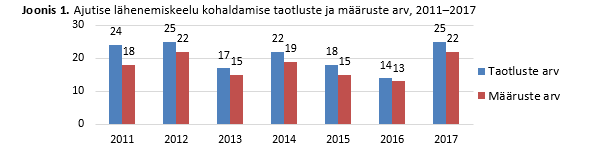 Joonis 1. Ajutise lähenemiskeelu kohaldamise taotluste ja määruste arv, 2011–2017
30
20
10
0
24 18
25 22
17 15
22 19
18 15
14 13
25 22
2011 2012 2013 2014 2015 2016 2017
Taotluste arv
Määruste arv